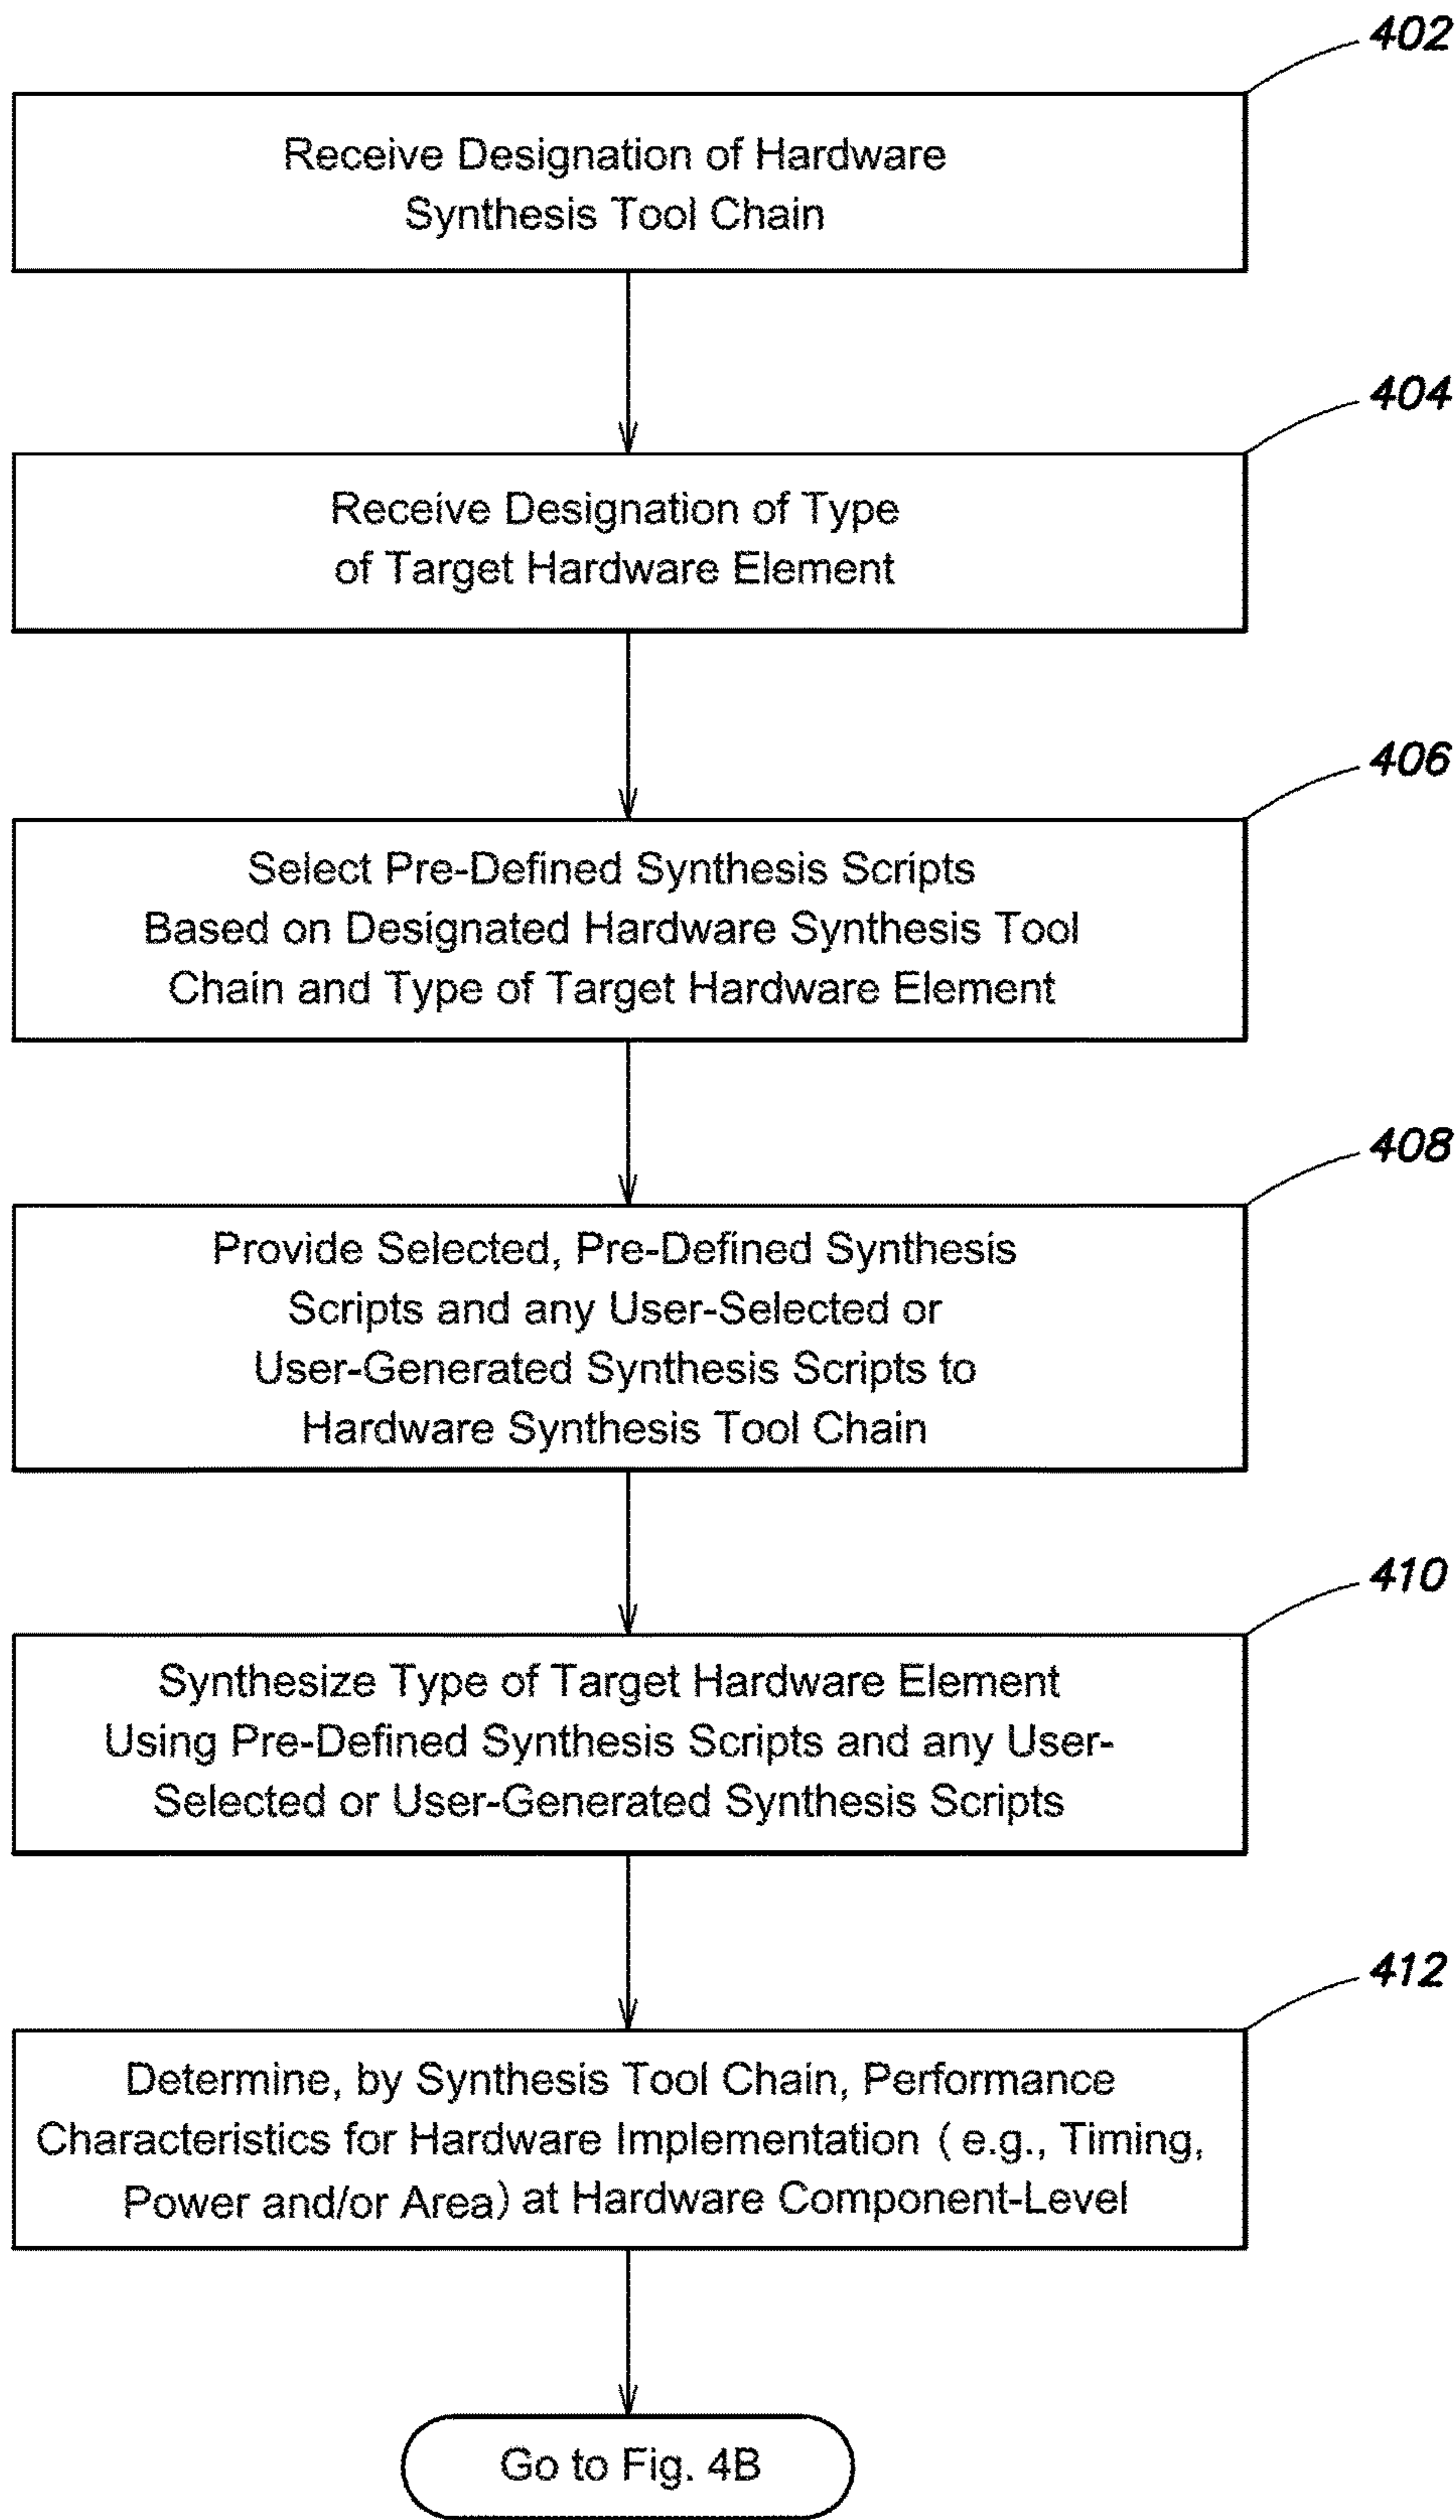 402
Receive Designation of Hardware
Synthesis Tool Chain
404
Receive Designation of Type
of Target Hardware Element
406
Select Pre-Defined Synthesis Scripts
Based on Designated Hardware Synthesis Tool
Chain and Type of Target Hardware Element
408
Provide Selected, Pre-Defined Synthesis
Scripts and any User-Selected or
User-Generated Synthesis Scripts to
Hardware Synthesis Tool Chain
410
Synthesize Type of Target Hardware Element
Using Pre-Defined Synthesis Scripts and any User-
Selected or User-Generated Synthesis Scripts
412
Determine, by Synthesis Tool Chain, Performance
Characteristics for Hardware Implementation (e.g., Timing,
Power and/or Area) at Hardware Component-Level
Go to Fig. 4B